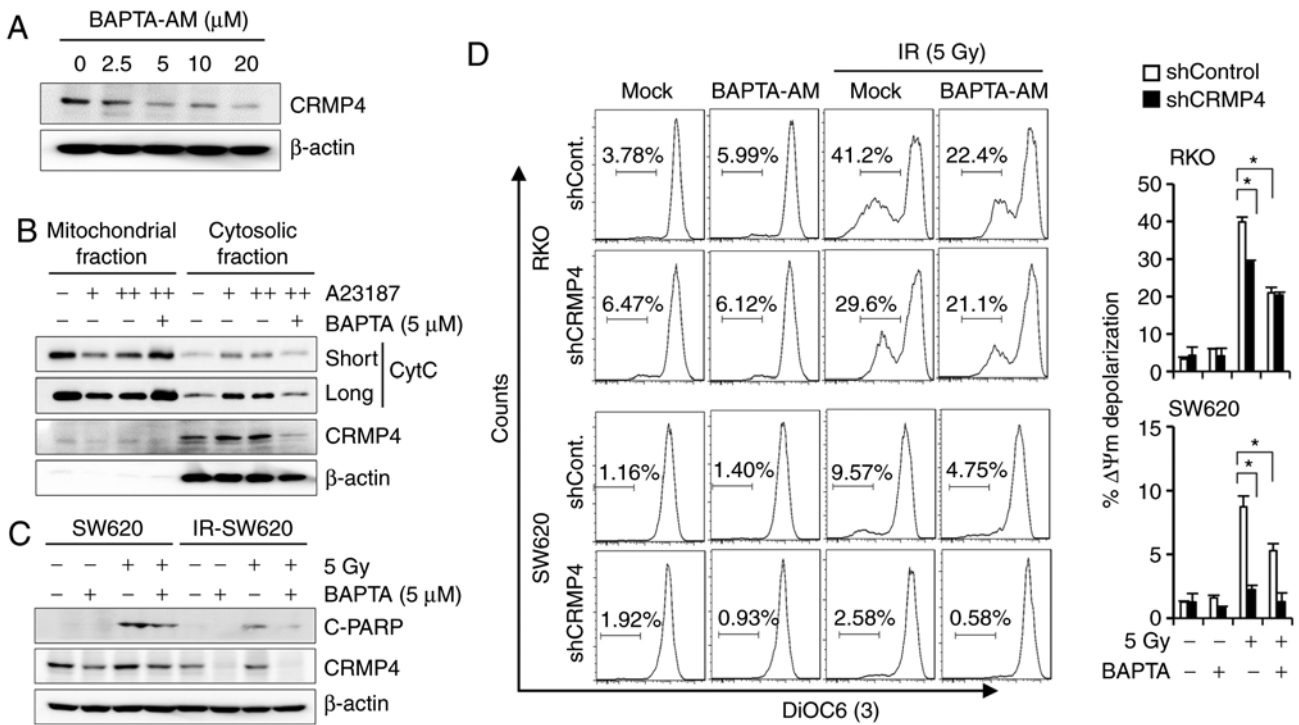 A
BAPTA-AM (μM)
0 2.5 5 10 20
CRMP4
β-actin
B
Mitochondrial fraction
Cytosolic fraction
– + ++ ++ – + ++ ++ A23187
– – – + – – – + BAPTA (5 μM)
Short
Long
CytC
CRMP4
β-actin
C
SW620 IR-SW620
– – + + – – + + 5 Gy
– + – + – + – + BAPTA (5 μM)
C-PARP
CRMP4
β-actin
D
IR (5 Gy)
Mock BAPTA-AM Mock BAPTA-AM
RKO
shCont.
3.78% 5.99% 41.2% 22.4%
shCRMP4
6.47% 6.12% 29.6% 21.1%
SW620
shCont.
1.16% 1.40% 9.57% 4.75%
shCRMP4
1.92% 0.93% 2.58% 0.58%
Counts
DiOC6 (3)
shControl
shCRMP4
% ΔΨm depolarization
RKO
*
*
50
40
30
20
10
0
SW620
*
*
15
10
5
0
5 Gy – – + +
BAPTA – + – +